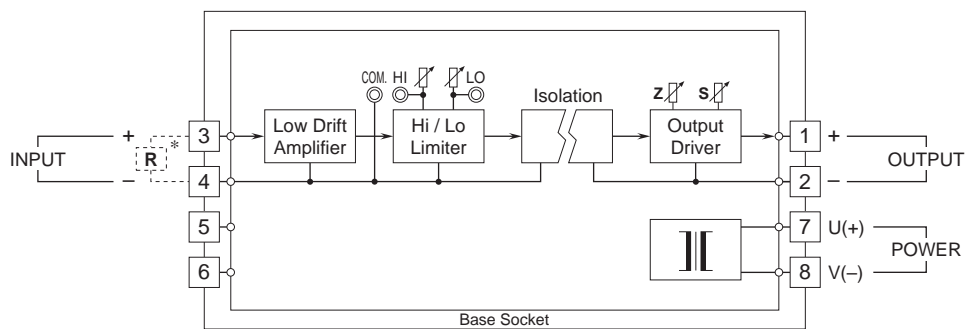 COM.
HI
LO
Isolation
Z
S
INPUT
+
–
R
*
3
4
5
6
Low Drift
Amplifier
Hi / Lo
Limiter
Output
Driver
1
+
2
–
OUTPUT
7
U(+)
8
V(–)
POWER
Base Socket